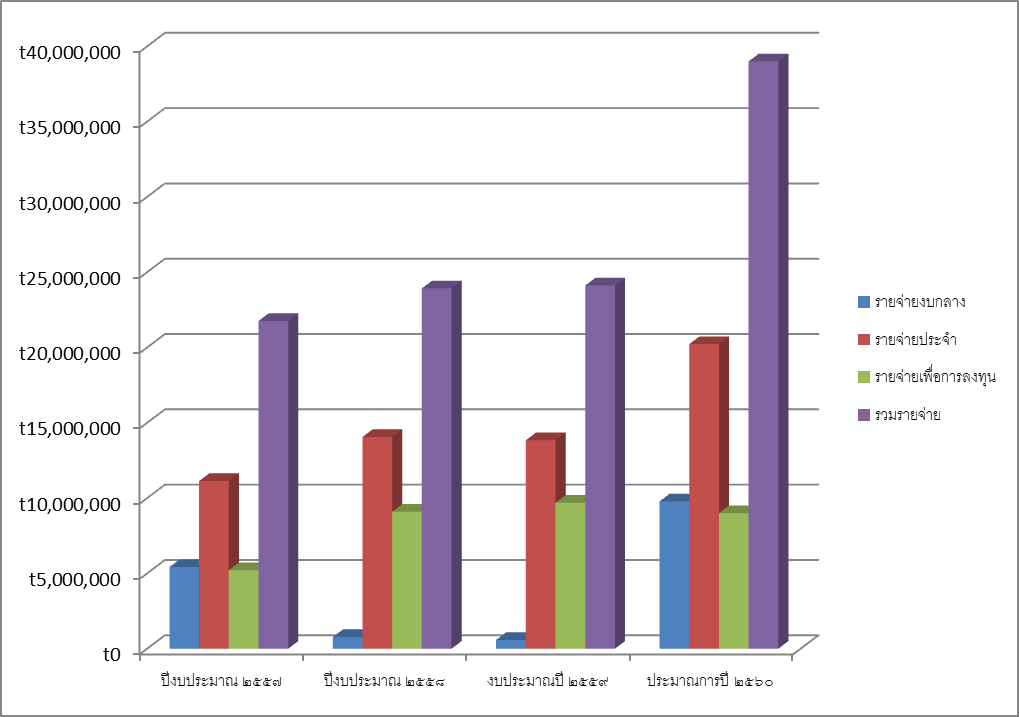 t40,000,000
t35,000,000
t30,000,000
t25,000,000
t20,000,000
t15,000,000
t10,000,000
t5,000,000
t0
ปีงบประมาณ ๒๕๕๗
ปีงบประมาณ ๒๕๕๘
งบประมาณปี ๒๕๕๙
ประมาณการปี ๒๕๖๐
รายจ่ายงบกลาง
รายจ่ายประจำ
รายจ่ายเพื่อการลงทุน
รวมรายจ่าย